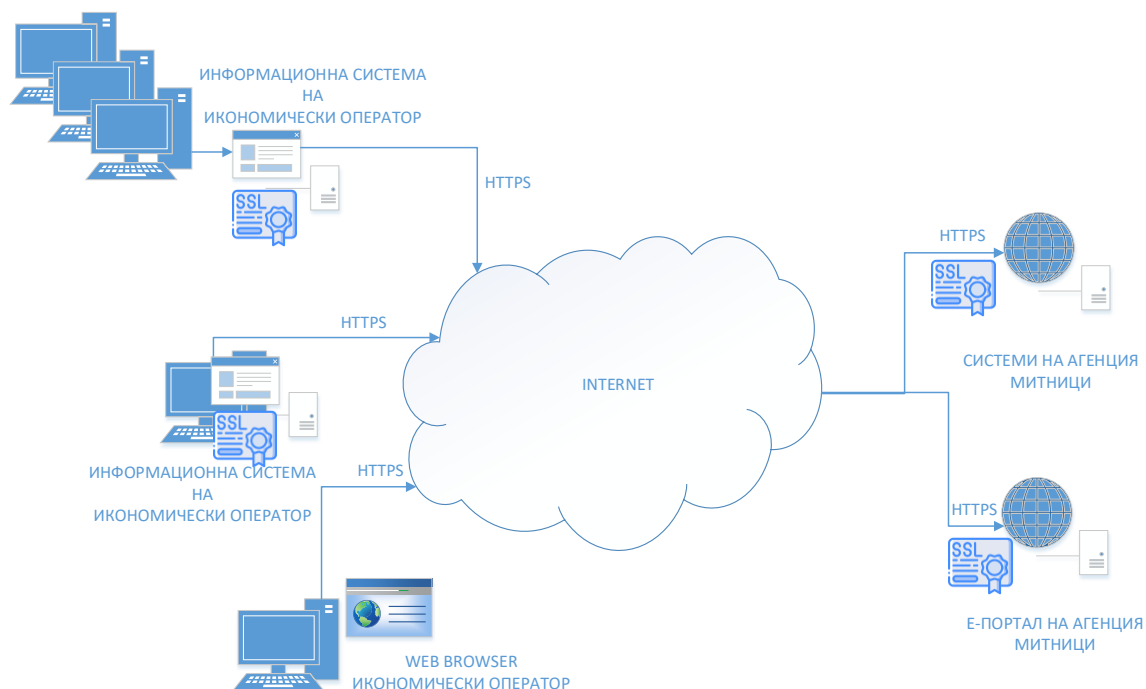 ИНФОРМАЦИОННА СИСТЕМА
НА
ИКОНОМИЧЕСКИ ОПЕРАТОР
SSL
HTTPS
HTTPS
SSL
СИСТЕМИ НА АГЕНЦИЯ
МИТНИЦИ
HTTPS
INTERNET
SSL
ИНФОРМАЦИОННА СИСТЕМА
НА
ИКОНОМИЧЕСКИ ОПЕРАТОР
HTTPS
HTTPS
SSL
Е-ПОРТАЛ НА АГЕНЦИЯ
МИТНИЦИ
WEB BROWSER
ИКОНОМИЧЕСКИ ОПЕРАТОР